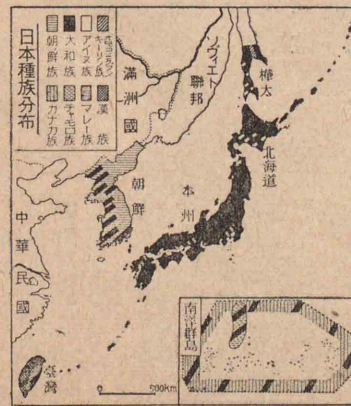 日本種族分布
朝鮮族
大和族
アイヌ族
カナカ族
チャモロ族
マレー族
漢族
滿洲國
ソヴィエト
聯邦
樺太
北海道
本州
朝鮮
中華民國
臺灣
南洋群島
0 500km